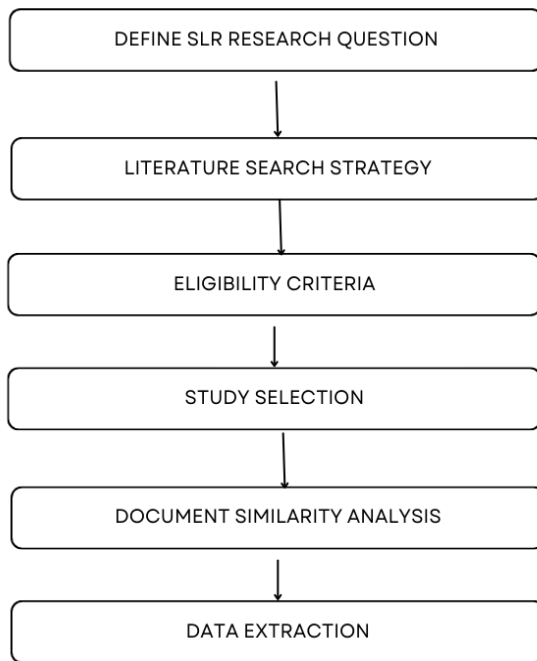 DEFINE SLR RESEARCH QUESTION
LITERATURE SEARCH STRATEGY
ELIGIBILITY CRITERIA
STUDY SELECTION
DOCUMENT SIMILARITY ANALYSIS
DATA EXTRACTION